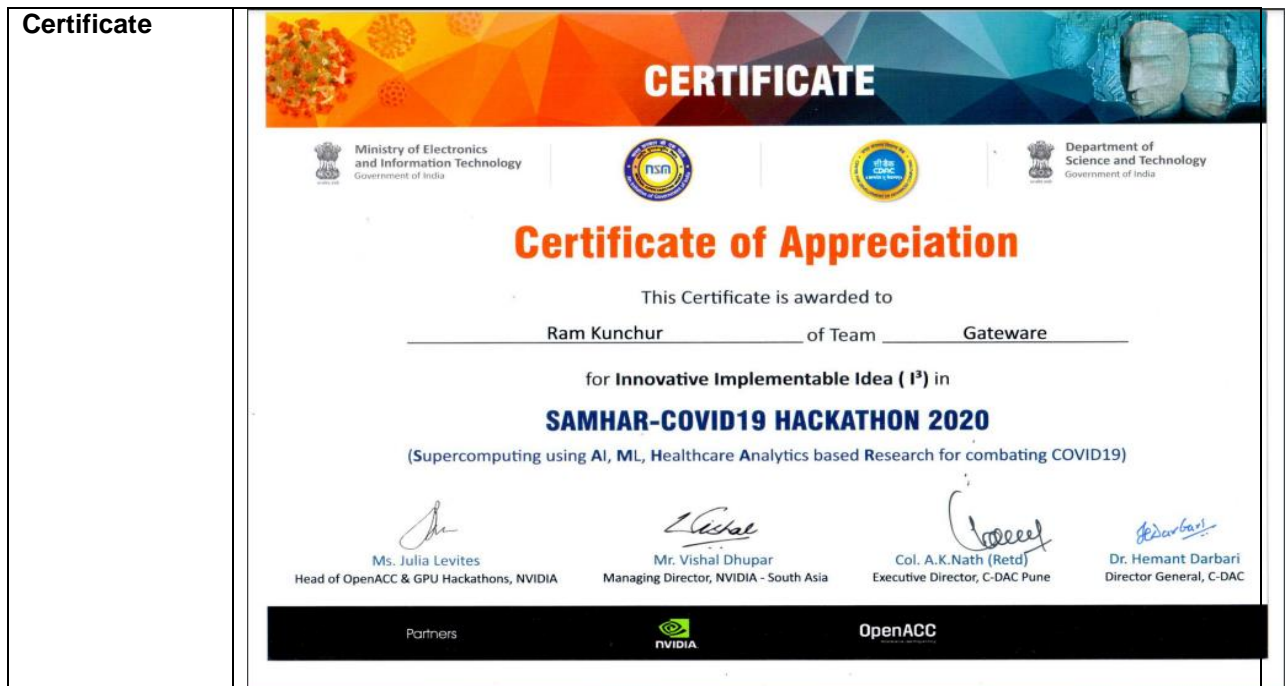 Certificate
CERTIFICATE
Ministry of Electronics
and Information Technology
Government of India
nsm
सी डैक
CDAC
Department of
Science and Technology
Government of India
Certificate of Appreciation
This Certificate is awarded to
Ram Kunchur of Team Gateware
for Innovative Implementable Idea ( I³) in
SAMHAR-COVID19 HACKATHON 2020
(Supercomputing using AI, ML, Healthcare Analytics based Research for combating COVID19)
Ms. Julia Levites
Head of OpenACC & GPU Hackathons, NVIDIA
Mr. Vishal Dhupar
Managing Director, NVIDIA - South Asia
Col. A.K.Nath (Retd)
Executive Director, C-DAC Pune
Dr. Hemant Darbari
Director General, C-DAC
Partners
NVIDIA
OpenACC